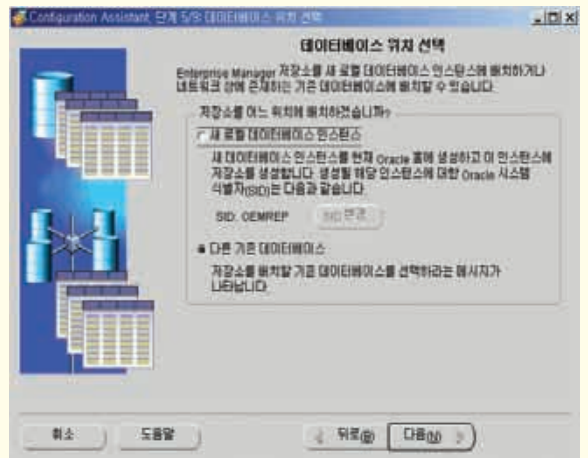 Configuration Assistant, 단계 5/8: 데이터베이스 위치 선택
데이터베이스 위치 선택
Enterprise Manager 저장소를 새 로컬 데이터베이스 인스턴스에 배치하거나
네트워크 상에 존재하는 기존 데이터베이스에 배치할 수 있습니다.
저장소를 어느 위치에 배치하겠습니까?
새 로컬 데이터베이스 인스턴스
새 데이터베이스 인스턴스를 현재 Oracle 홈에 생성하고 이 인스턴스에
저장소를 생성합니다. 생성될 해당 인스턴스에 대한 Oracle 시스템
식별자(SID)는 다음과 같습니다.
SID: OEMREP
SID 변경...
다른 기존 데이터베이스
저장소를 배치할 기존 데이터베이스를 선택하라는 메시지가
나타납니다.
취소
도움말
뒤로(B)
다음(N)